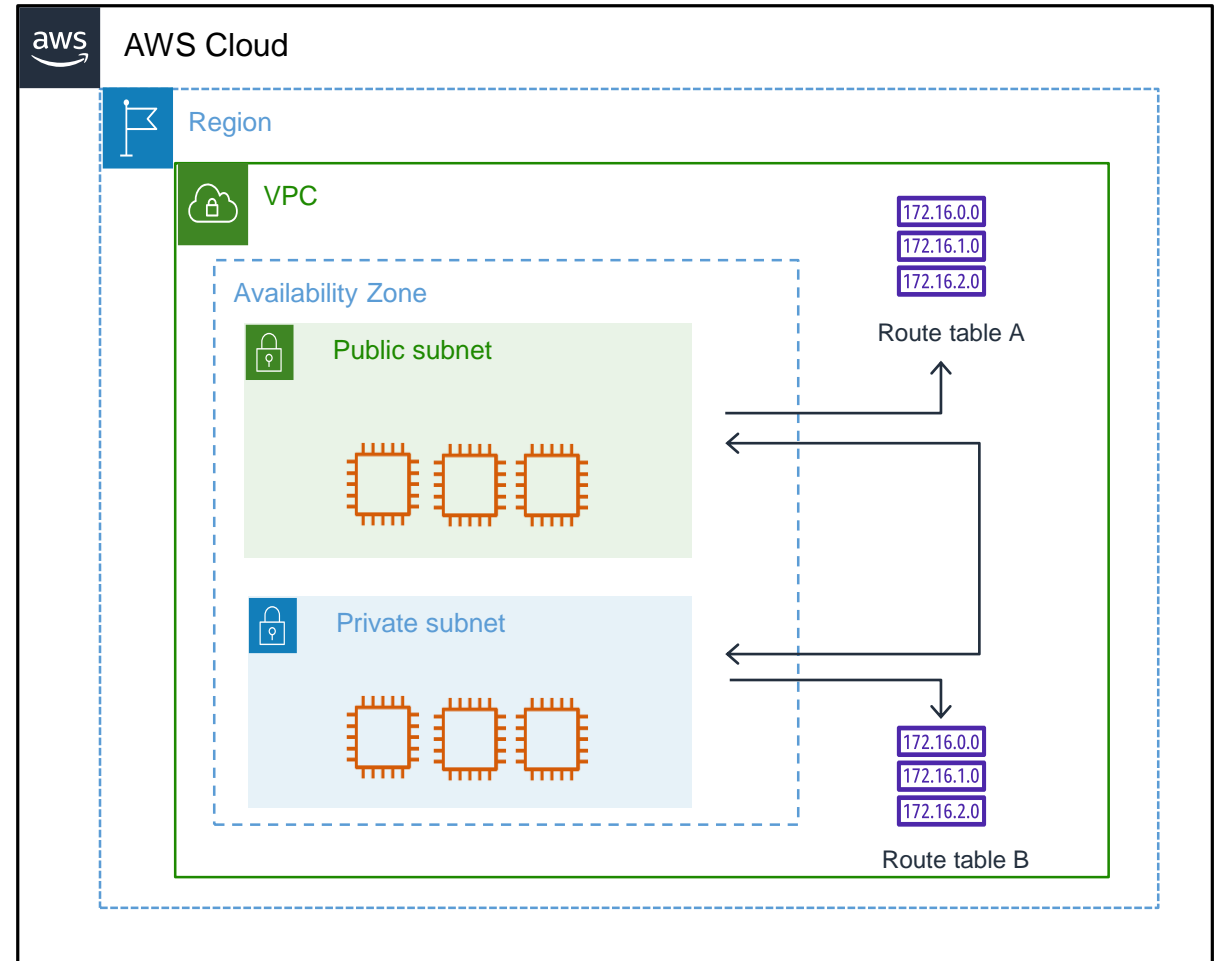 aws
AWS Cloud
Region
VPC
172.16.0.0
172.16.1.0
172.16.2.0
Route table A
Availability Zone
Public subnet
Private subnet
172.16.0.0
172.16.1.0
172.16.2.0
Route table B